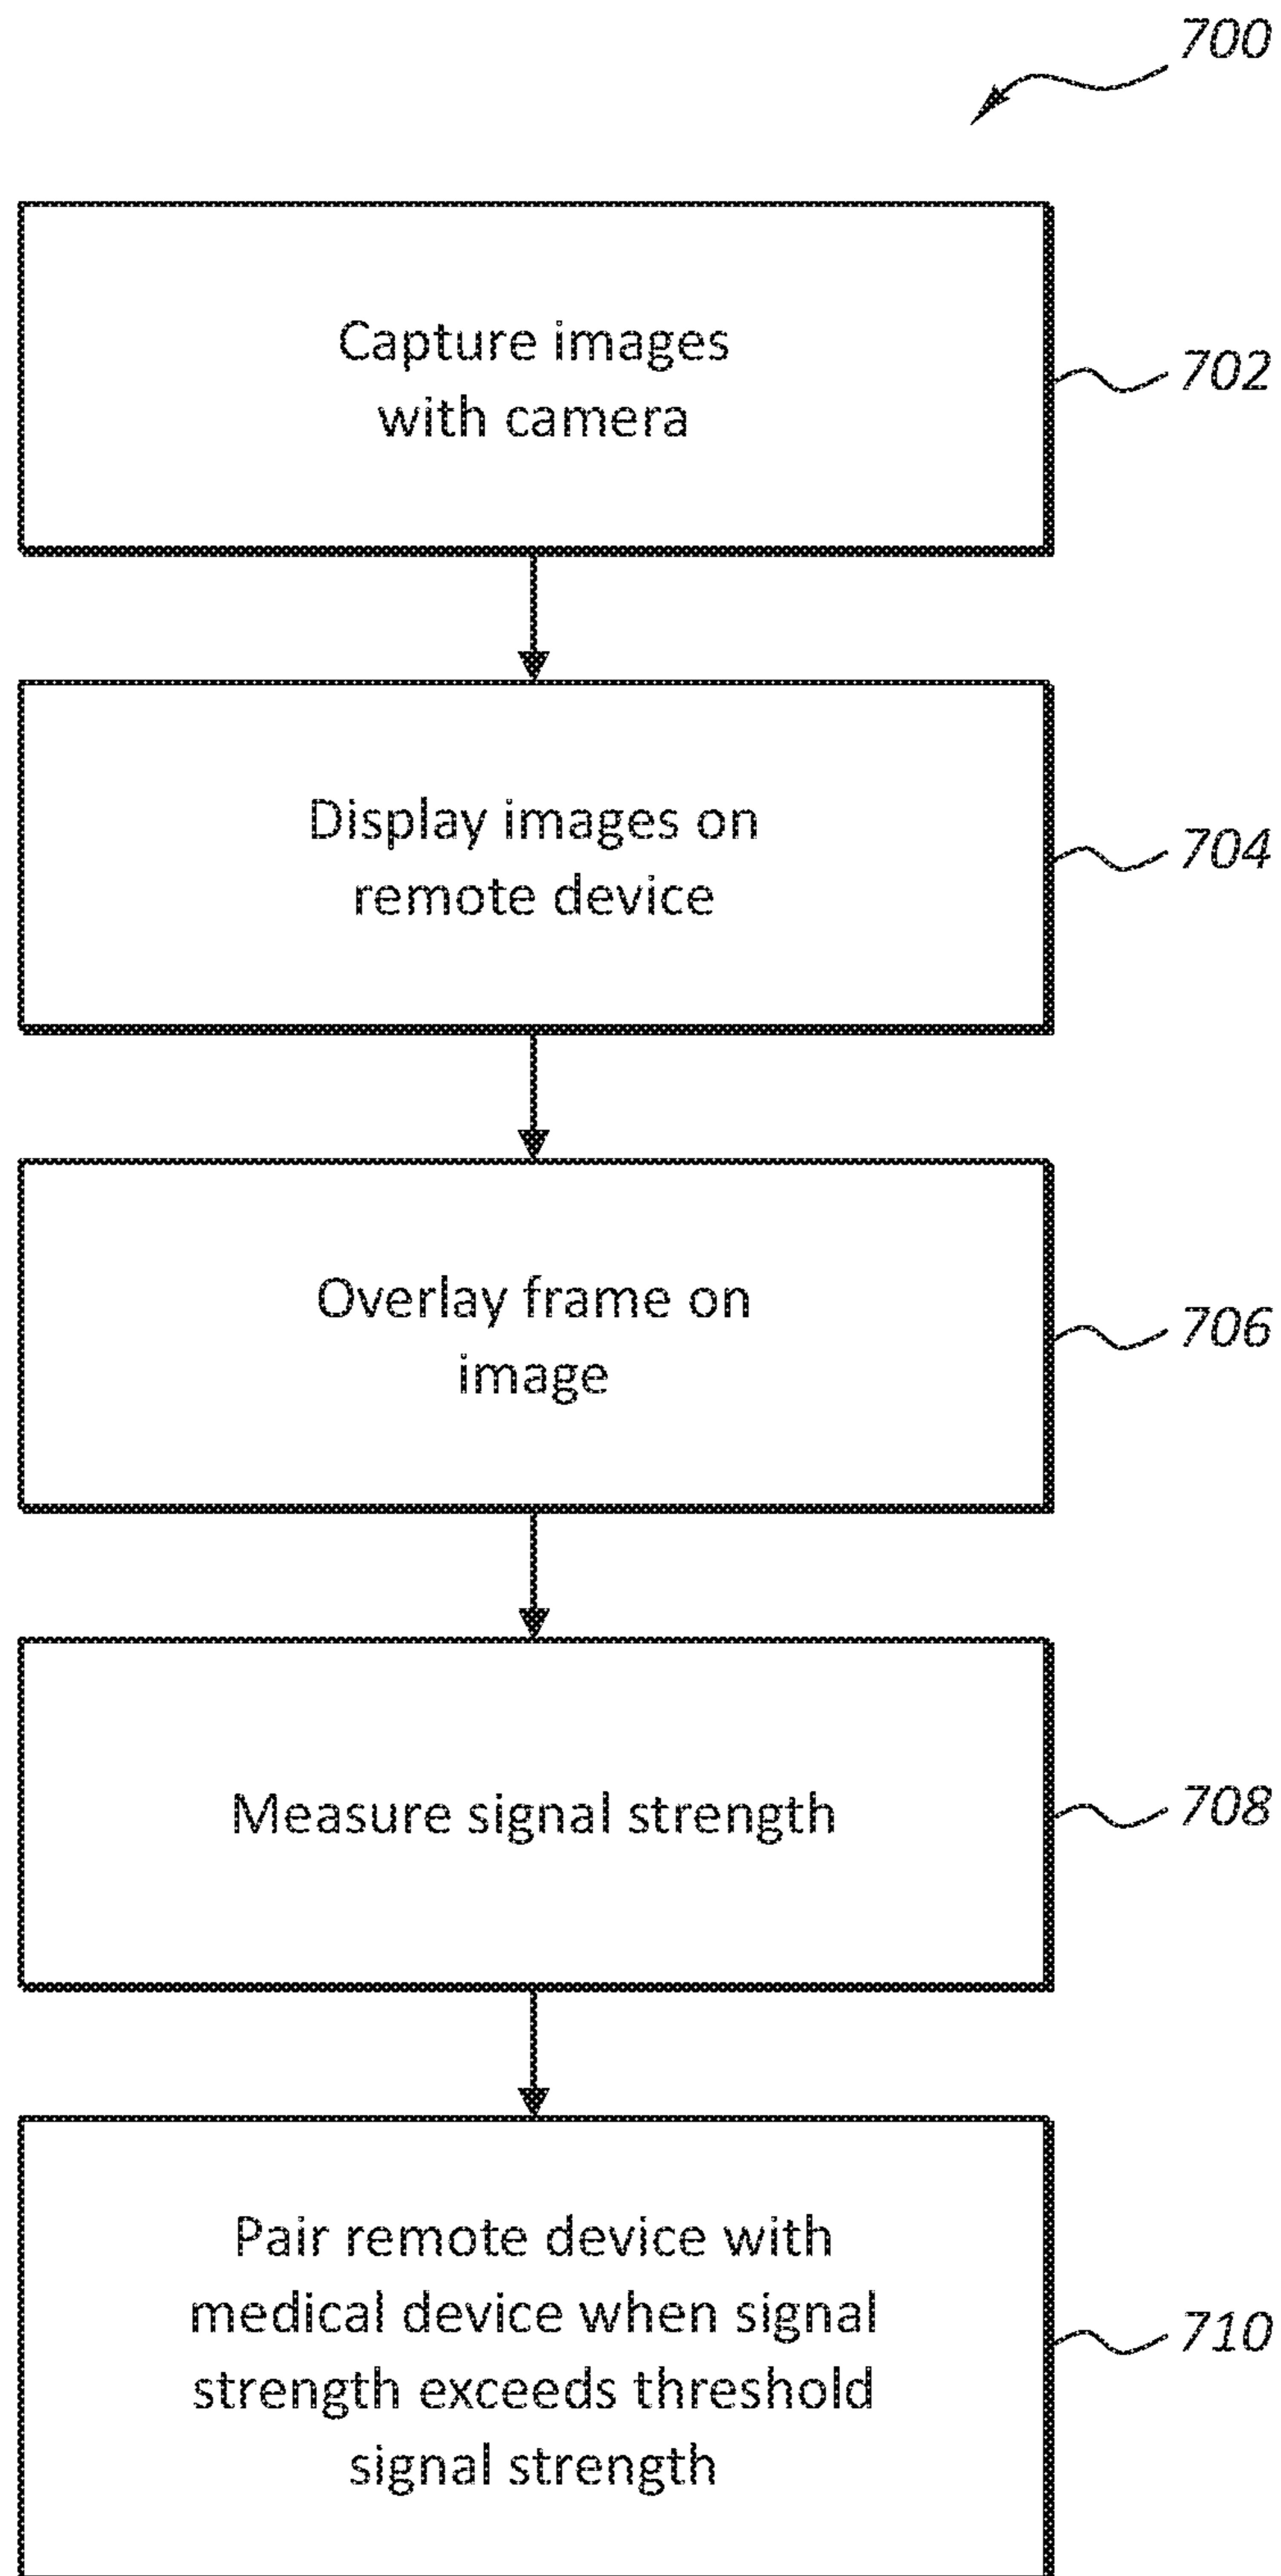 700
Capture images
with camera
702
Display images on
remote device
704
Overlay frame on
image
706
Measure signal strength
708
Pair remote device with
medical device when signal
strength exceeds threshold
signal strength
710